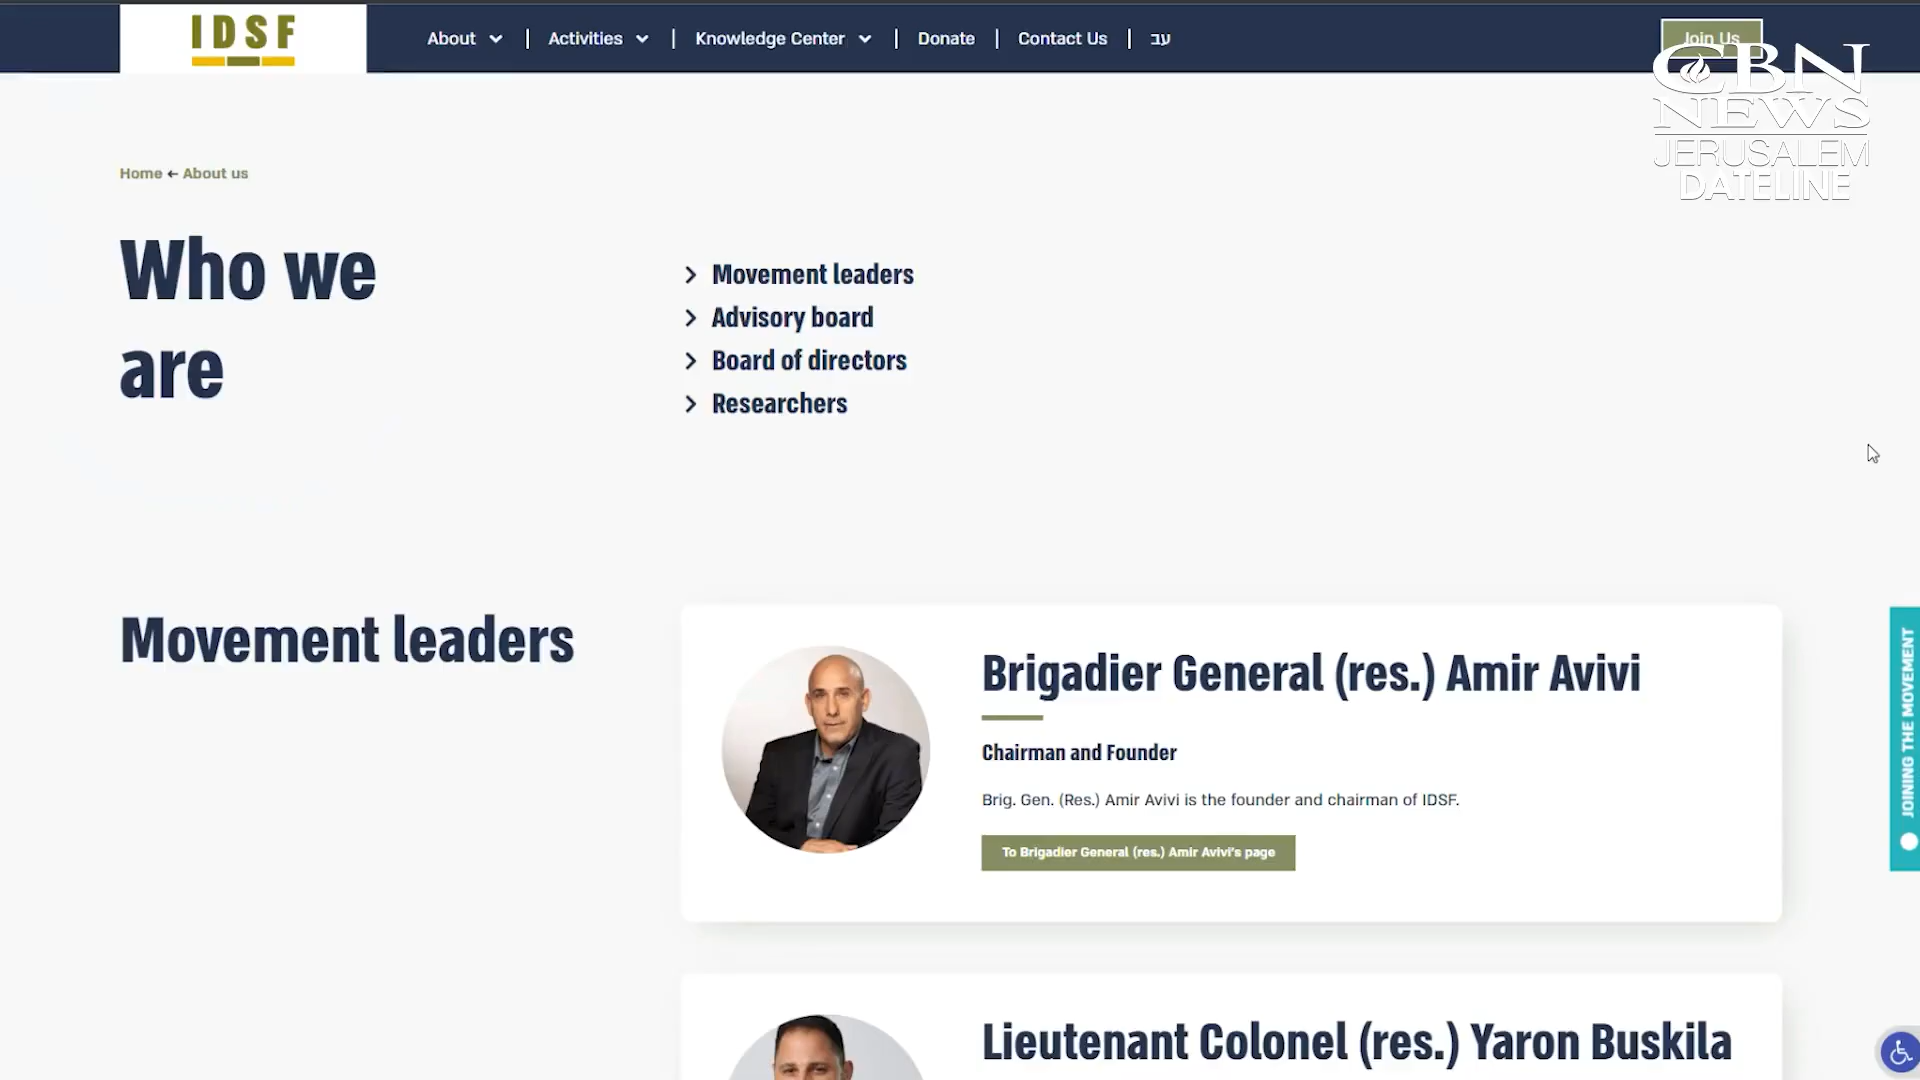 IDSF
About
Activities
Knowledge Center
Donate
Contact Us
עב
Join Us
CBN
NEWS
JERUSALEM
DATELINE
Home ← About us
Who we
are
Movement leaders
Advisory board
Board of directors
Researchers
Movement leaders
Brigadier General (res.) Amir Avivi
Chairman and Founder
Brig. Gen. (Res.) Amir Avivi is the founder and chairman of IDSF.
To Brigadier General (res.) Amir Avivi's page
JOINING THE MOVEMENT
Lieutenant Colonel (res.) Yaron Buskila